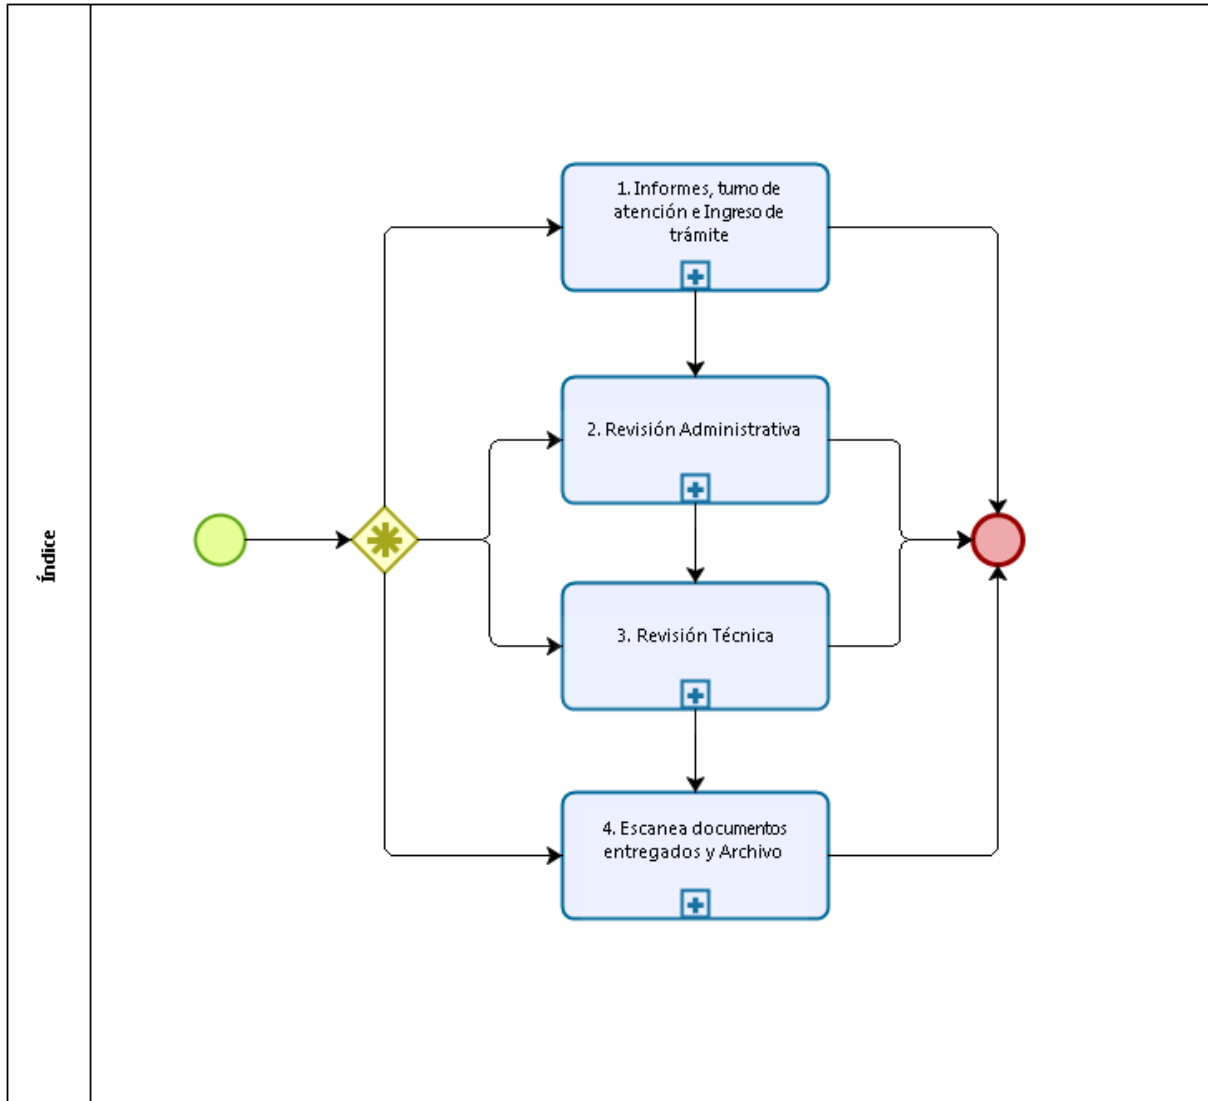 Índice
1. Informes, turno de
atención e Ingreso de
trámite
2. Revisión Administrativa
3. Revisión Técnica
4. Escanea documentos
entregados y Archivo